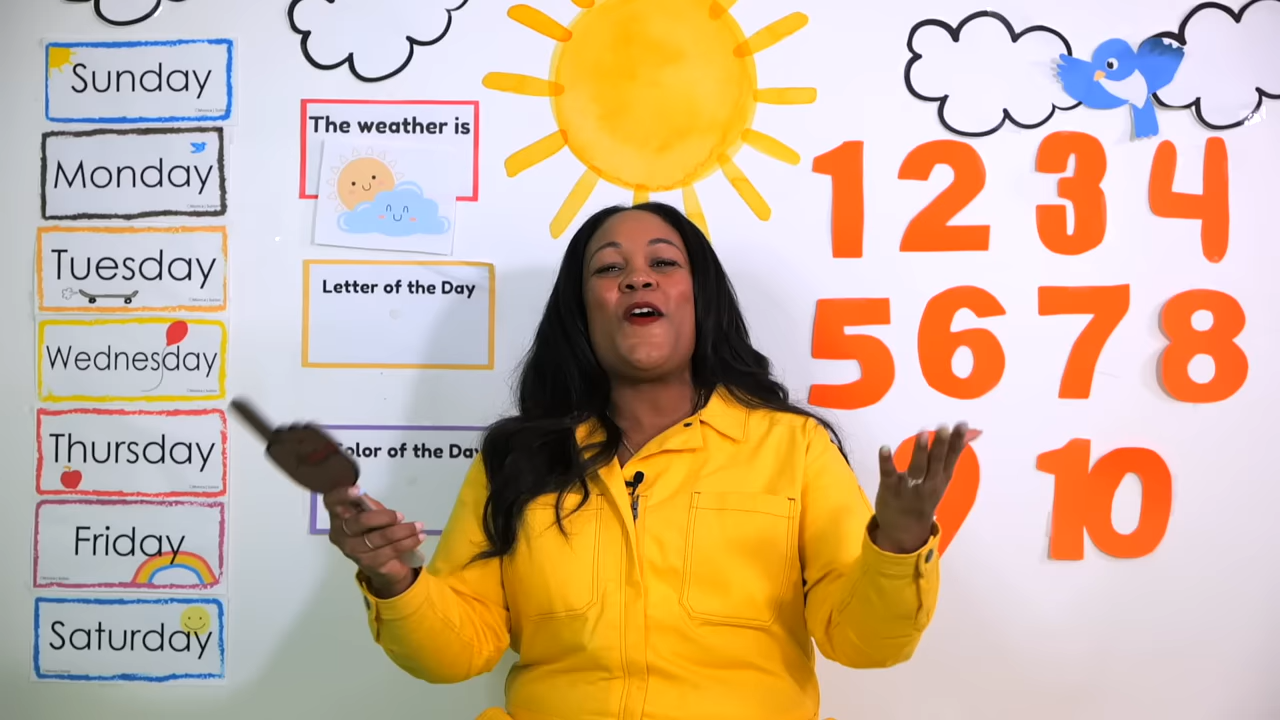 Sunday
Monday
Tuesday
Wednesday
Thursday
Friday
Saturday
The weather is
Letter of the Day
Color of the Day
1 2 3 4
5 6 7 8
9 10